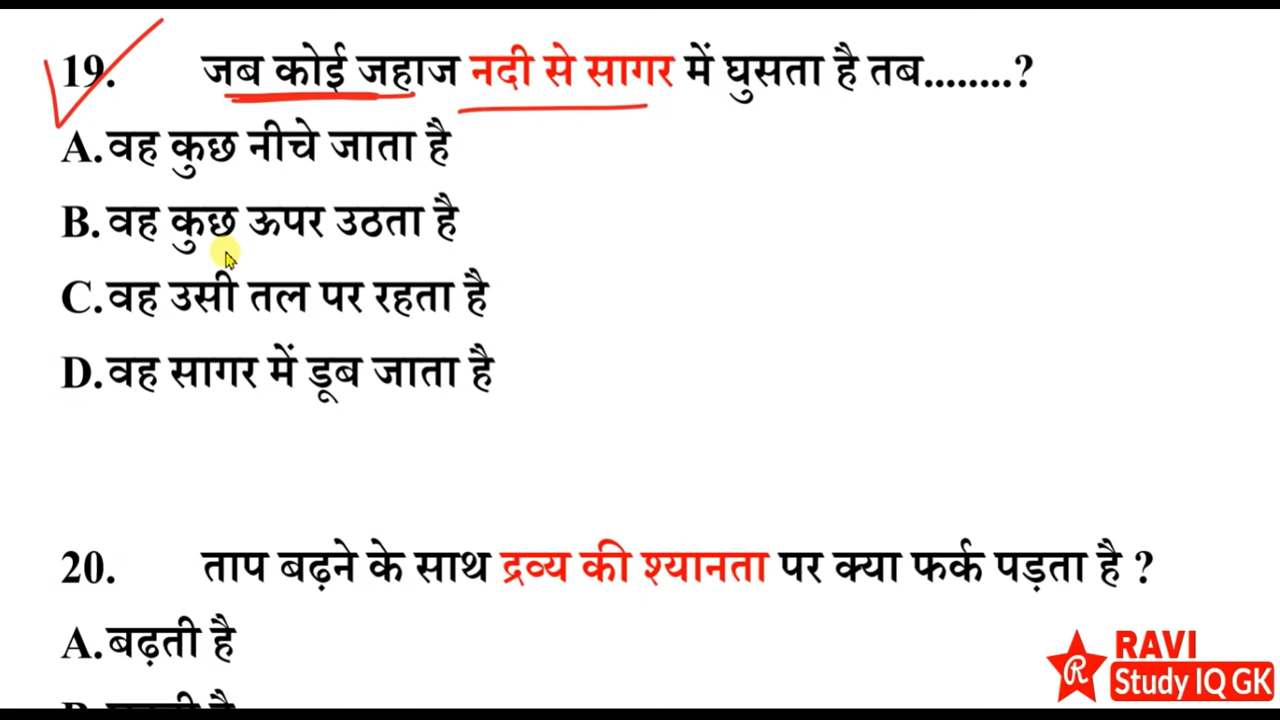 19. जब कोई जहाज नदी से सागर में घुसता है तब........?
A. वह कुछ नीचे जाता है
B. वह कुछ ऊपर उठता है
C. वह उसी तल पर रहता है
D. वह सागर में डूब जाता है
20. ताप बढ़ने के साथ द्रव्य की श्यानता पर क्या फर्क पड़ता है ?
A. बढ़ती है
R RAVI
Study IQ GK